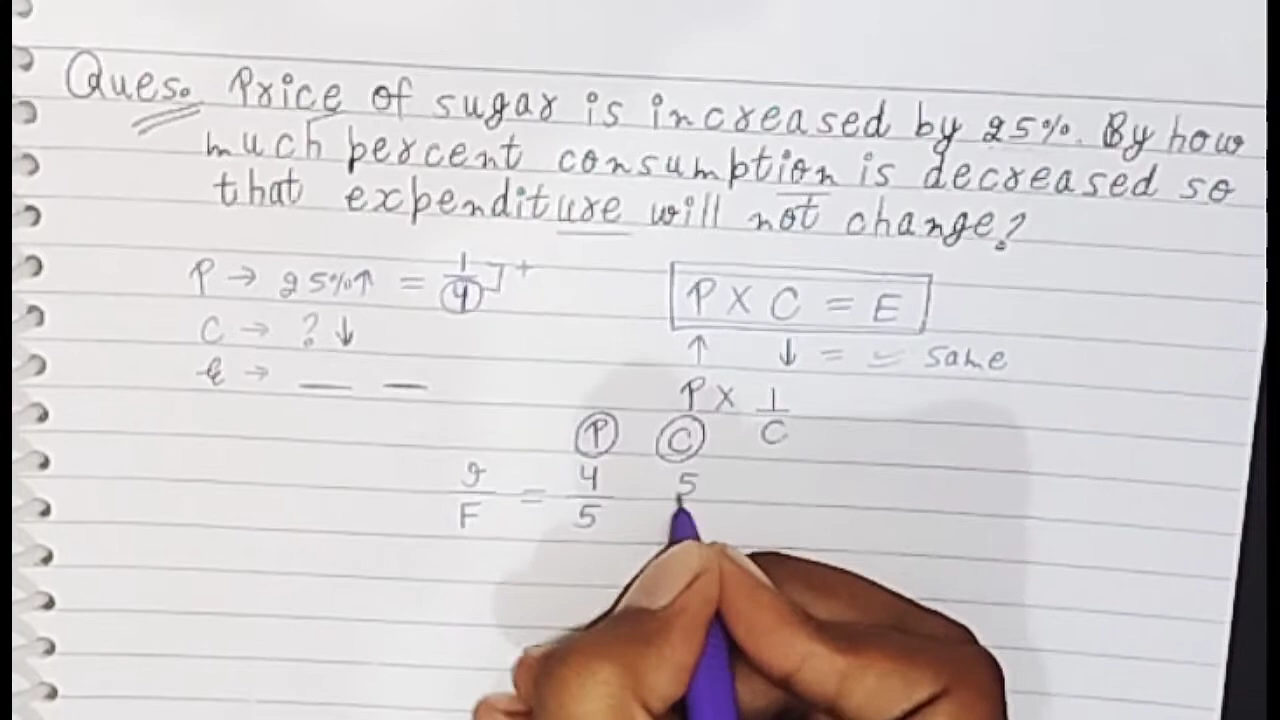 Ques. Price of sugar is increased by 25%. By how
much percent consumption is decreased so
that expenditure will not change?
P → 25%↑ = 1/4 ] +
P X C = E
C → ? ↓
↑ ↓ = same
E → — —
P X 1/C
P C
I/F = 4/5 5